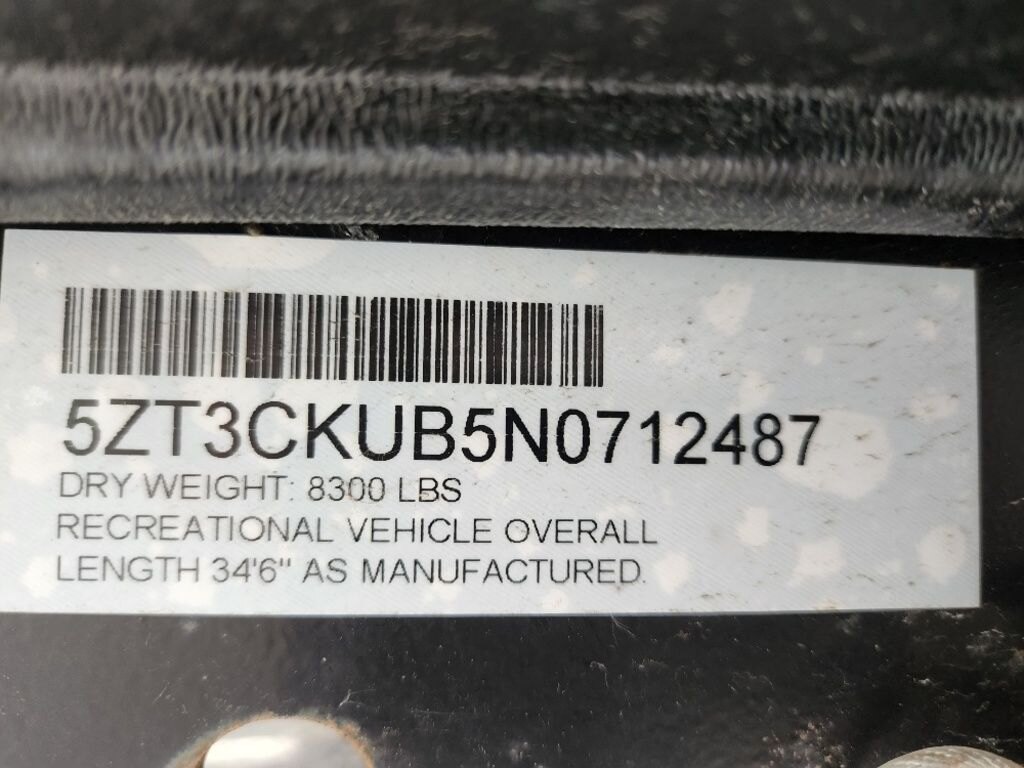 5ZT3CKUB5N0712487
DRY WEIGHT: 8300 LBS
RECREATIONAL VEHICLE OVERALL
LENGTH 34'6" AS MANUFACTURED.